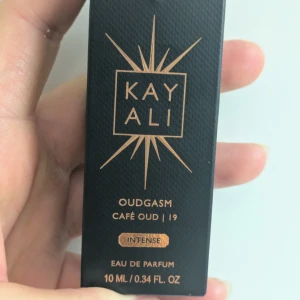 KAY
ALI
OUDGASM
CAFÉ OUD | 19
INTENSE
EAU DE PARFUM
10 ML / 0.34 FL. OZ